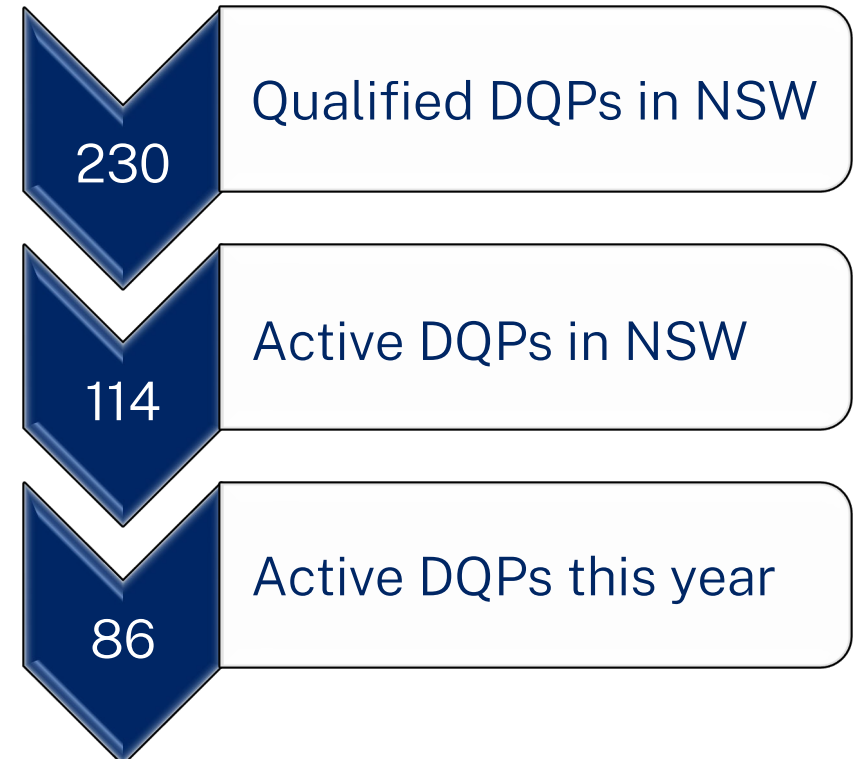 230
Qualified DQPs in NSW
114
Active DQPs in NSW
86
Active DQPs this year